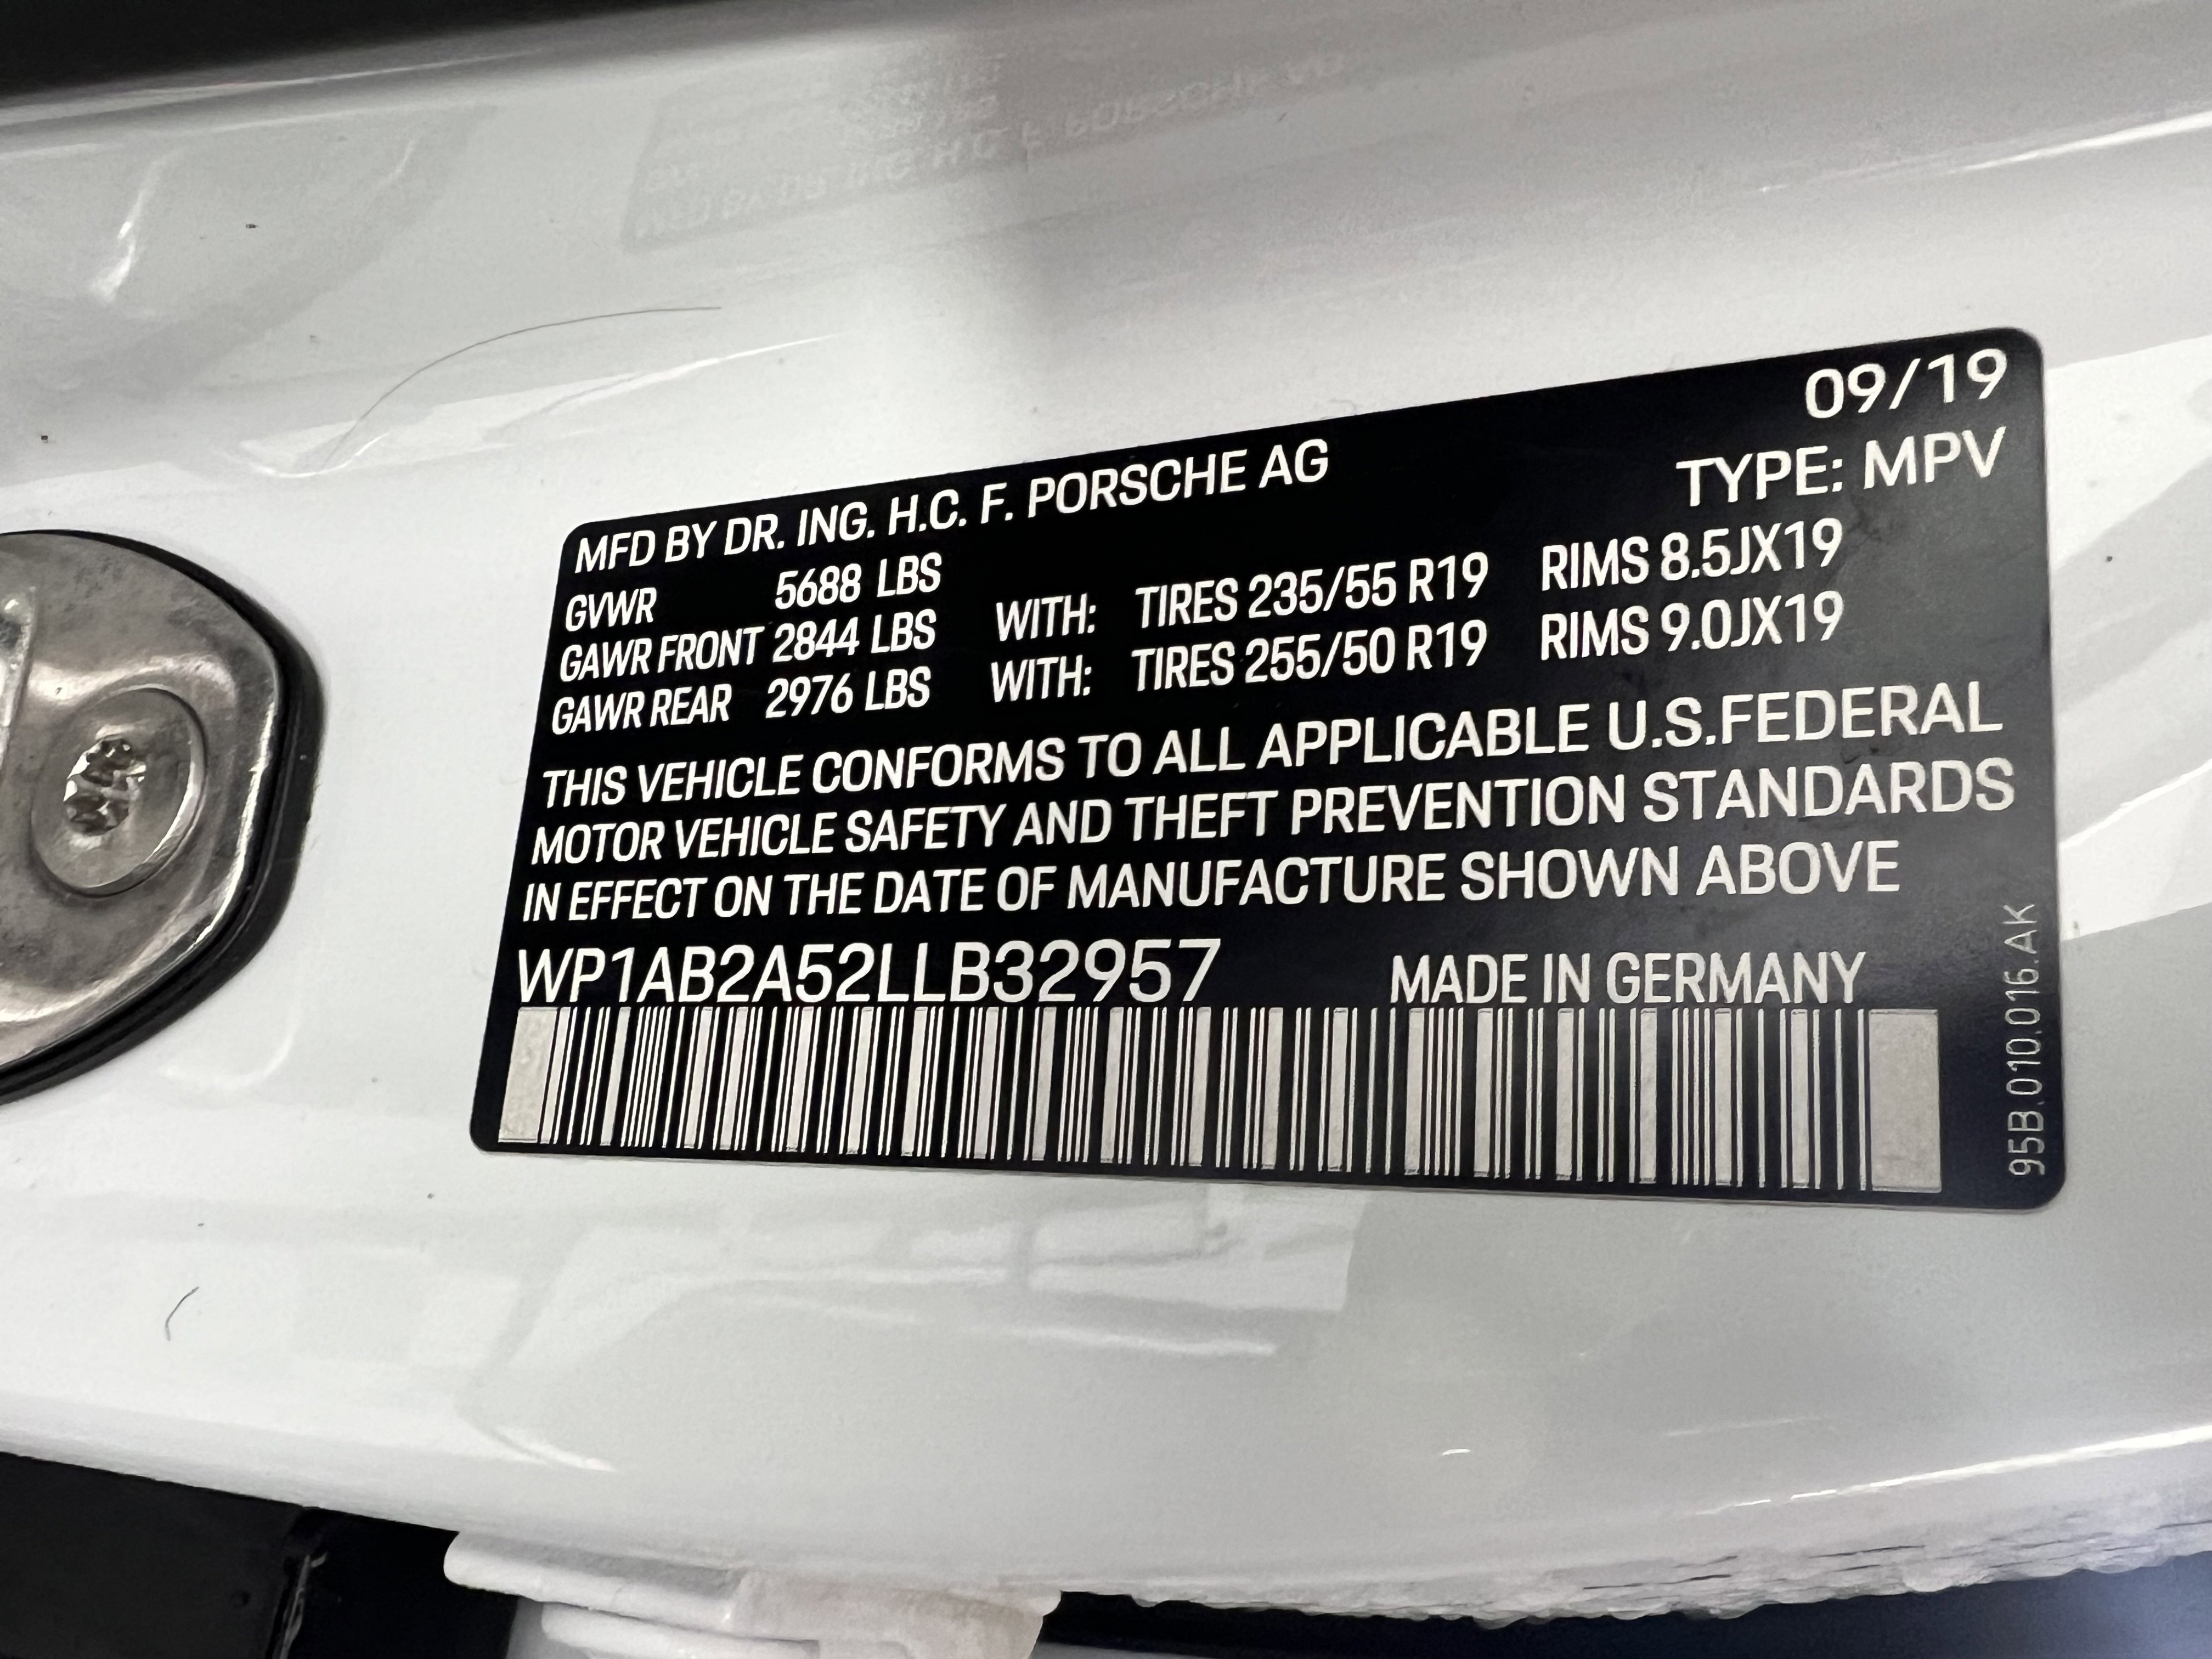 09/19
MFD BY DR. ING. H.C. F. PORSCHE AG TYPE: MPV
GVWR 5688 LBS
GAWR FRONT 2844 LBS WITH: TIRES 235/55 R19 RIMS 8.5JX19
GAWR REAR 2976 LBS WITH: TIRES 255/50 R19 RIMS 9.0JX19
THIS VEHICLE CONFORMS TO ALL APPLICABLE U.S.FEDERAL
MOTOR VEHICLE SAFETY AND THEFT PREVENTION STANDARDS
IN EFFECT ON THE DATE OF MANUFACTURE SHOWN ABOVE
WP1AB2A52LLB32957 MADE IN GERMANY
95B.010.016.AK